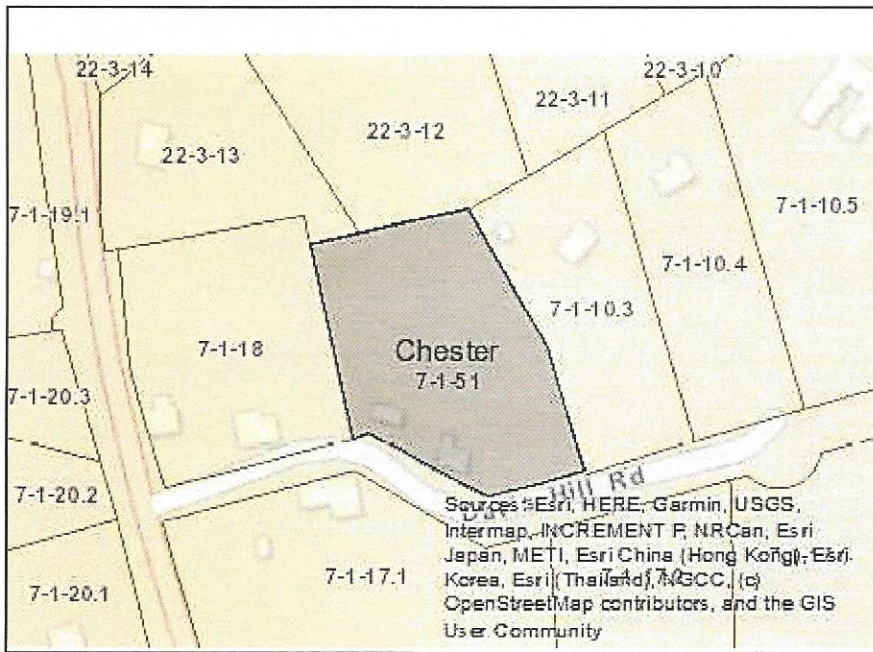 22-3-14
22-3-10
22-3-11
22-3-12
22-3-13
7-1-19.1
7-1-10.5
7-1-10.4
7-1-10.3
7-1-18
Chester
7-1-51
7-1-20.3
7-1-20.2
Hill Rd
7-1-17.1
7-1-20.1
Sources: Esri, HERE, Garmin, USGS,
Intermap, INCREMENT P, NRCan, Esri
Japan, METI, Esri China (Hong Kong), Esri
Korea, Esri (Thailand), NGCC, (c)
OpenStreetMap contributors, and the GIS
User Community